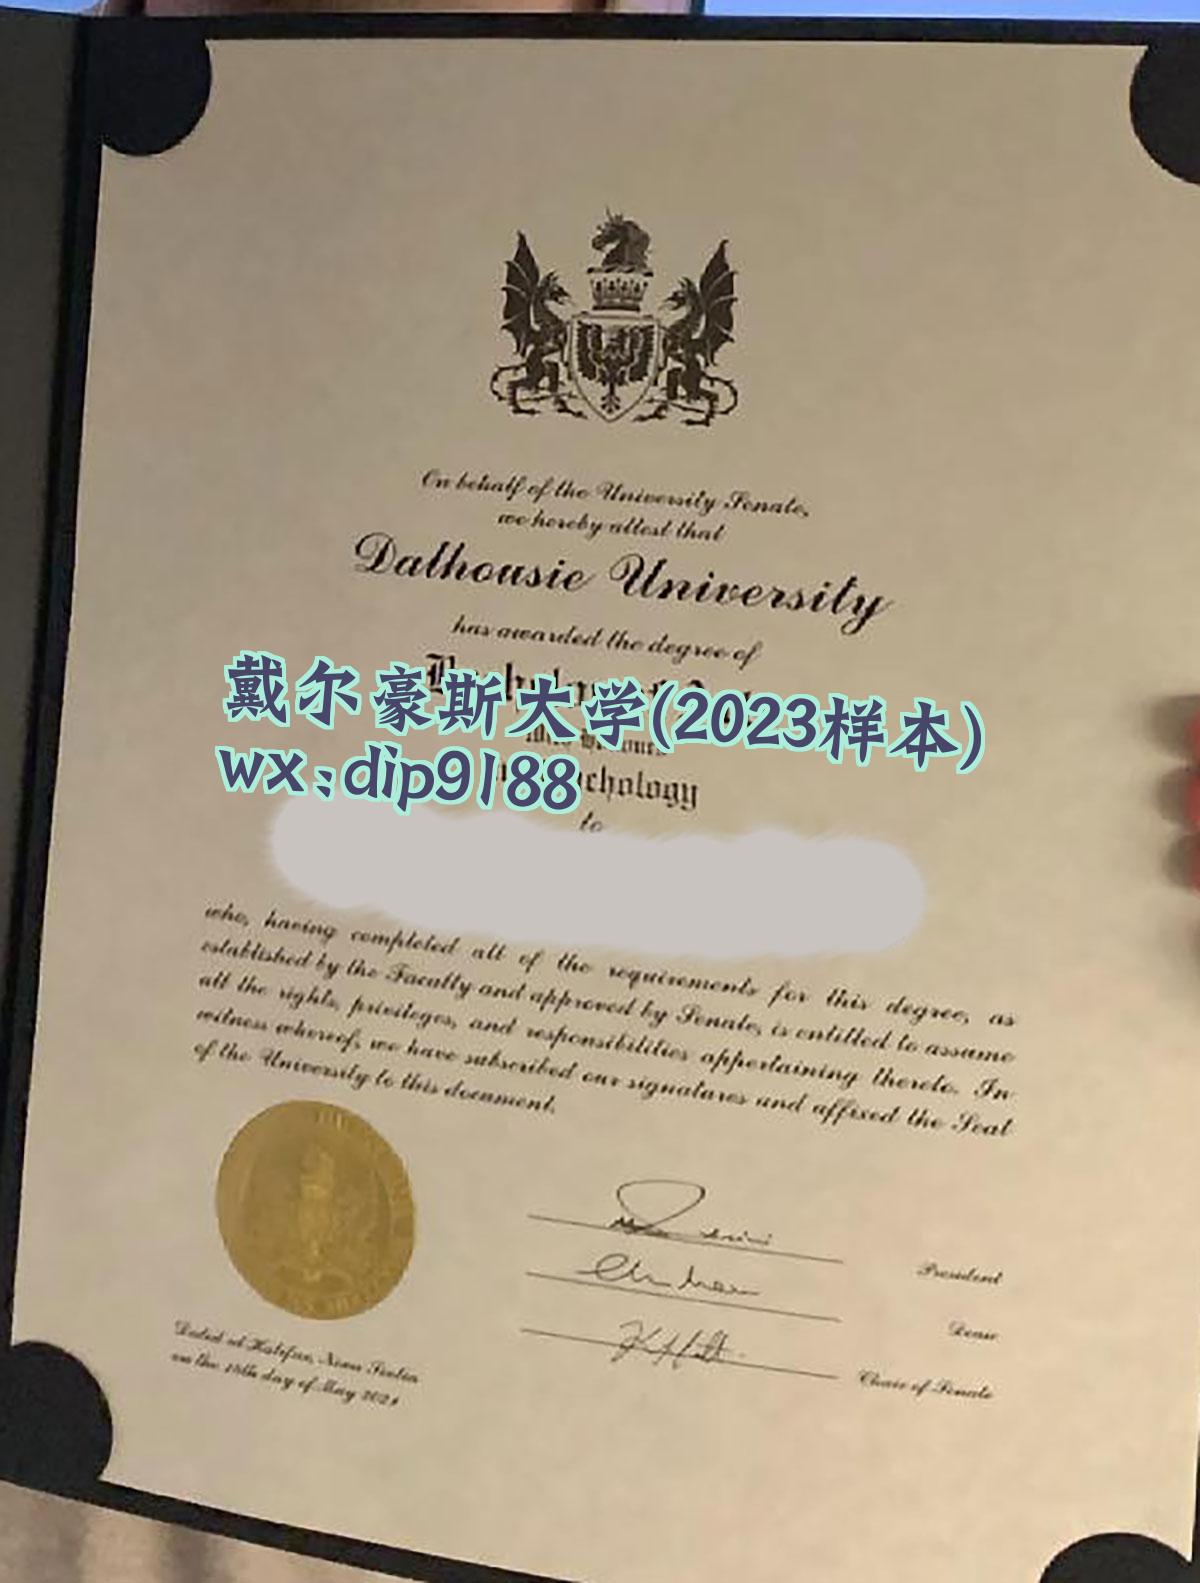 On behalf of the University Senate,
we hereby attest that
Dalhousie University
has awarded the degree of
戴尔豪斯大学(2023样本)
wx:dip9188
to
who, having completed all of the requirements for this degree, as
established by the Faculty and approved by Senate, is entitled to assume
all the rights, privileges, and responsibilities appertaining thereto. In
witness whereof, we have subscribed our signatures and affixed the Seal
of the University to this document.
President
Dean
Chair of Senate
Dated at Halifax, Nova Scotia
on the day of May 2021